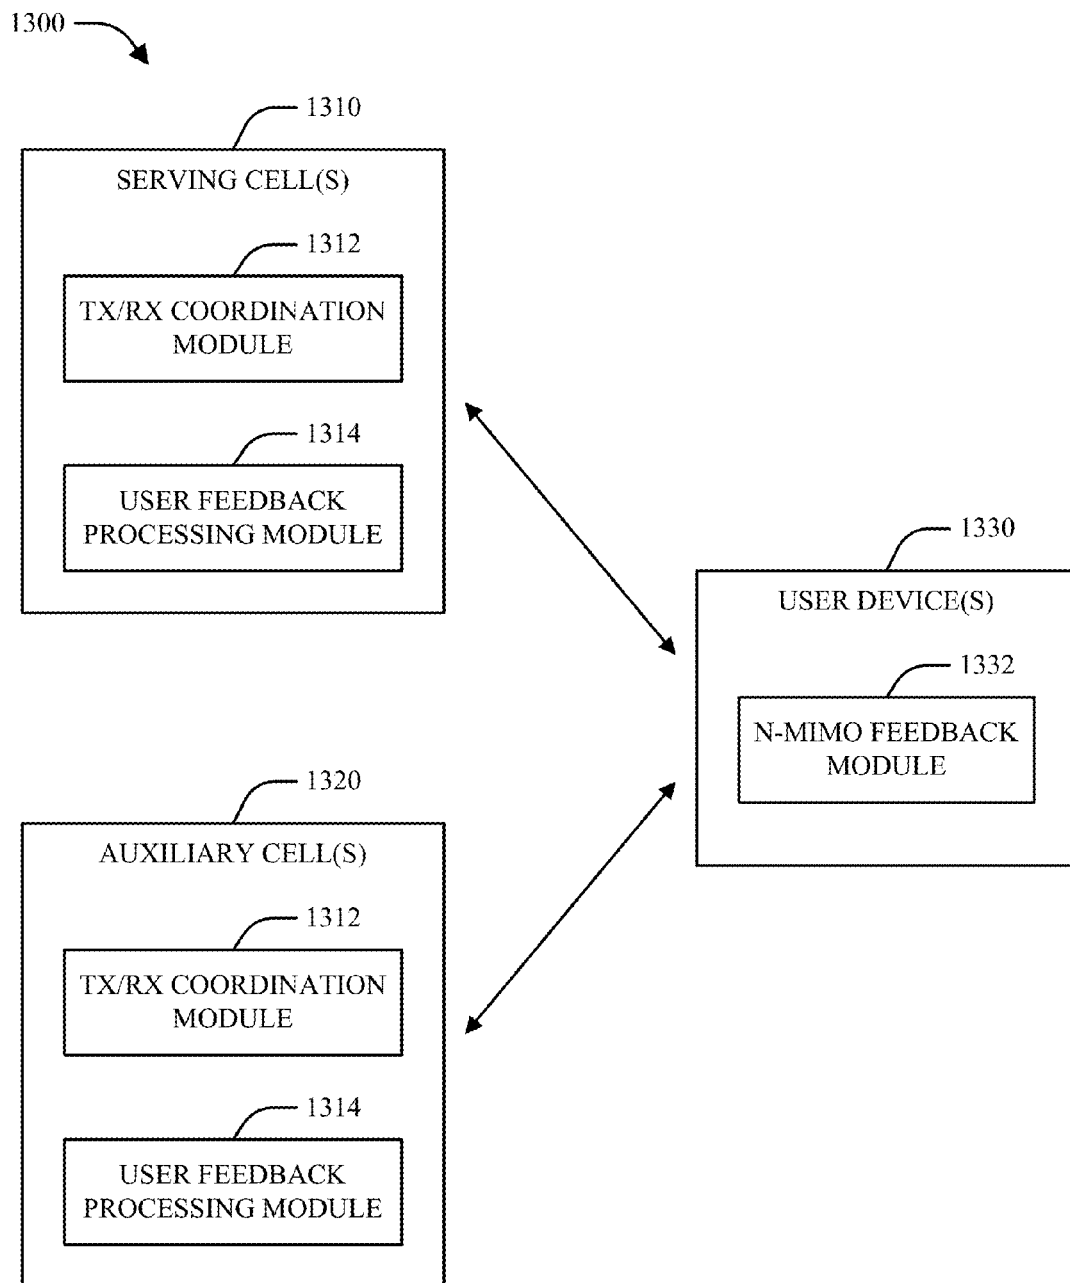 1300
1310
SERVING CELL(S)
1312
TX/RX COORDINATION
MODULE
1314
USER FEEDBACK
PROCESSING MODULE
1330
USER DEVICE(S)
1332
N-MIMO FEEDBACK
MODULE
1320
AUXILIARY CELL(S)
1312
TX/RX COORDINATION
MODULE
1314
USER FEEDBACK
PROCESSING MODULE